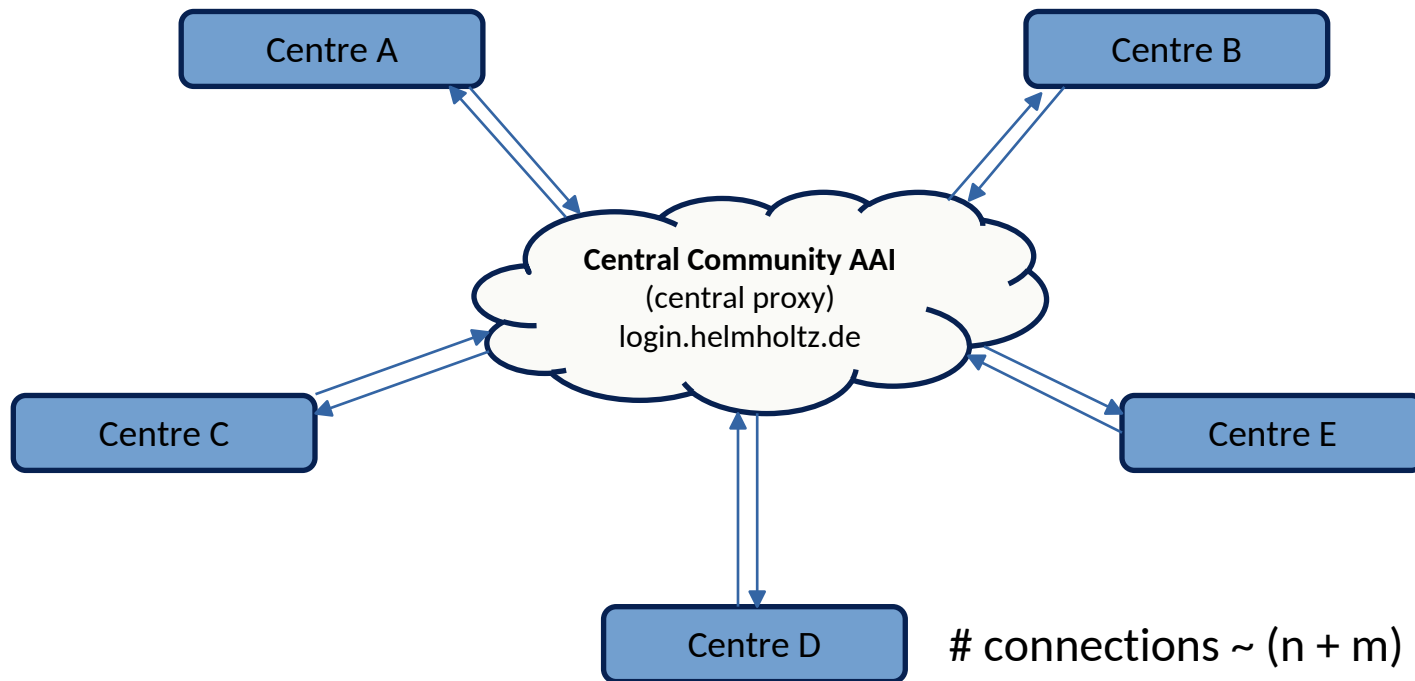 Centre A
Centre B
Central Community AAI
(central proxy)
login.helmholtz.de
Centre C
Centre E
Centre D
# connections ~ (n + m)